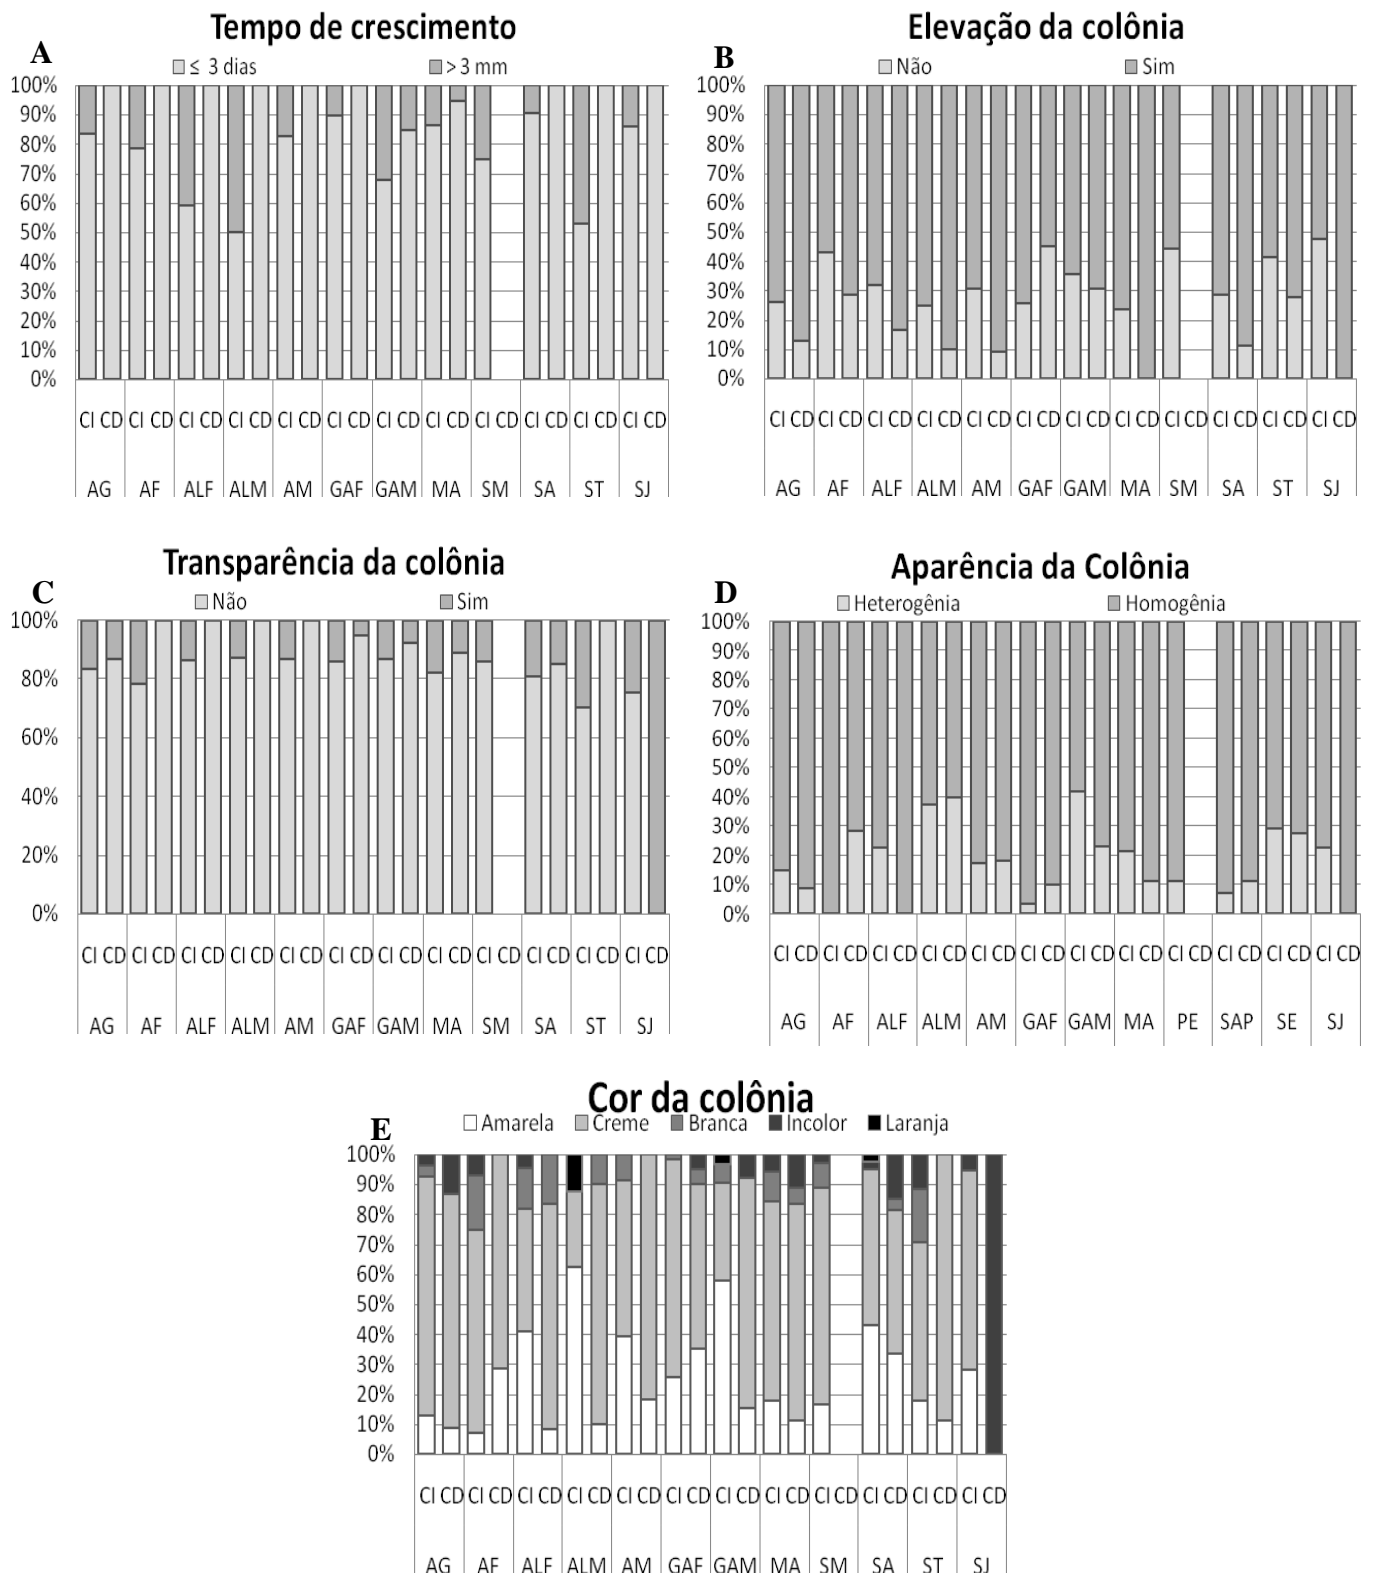 Tempo de crescimento
A
≤ 3 dias > 3 mm
100%
90%
80%
70%
60%
50%
40%
30%
20%
10%
0%
CI CD CI CD CI CD CI CD CI CD CI CD CI CD CI CD CI CD CI CD CI CD CI CD
AG AF ALF ALM AM GAF GAM MA SM SA ST SJ
Elevação da colônia
B
Não Sim
100%
90%
80%
70%
60%
50%
40%
30%
20%
10%
0%
CI CD CI CD CI CD CI CD CI CD CI CD CI CD CI CD CI CD CI CD CI CD CI CD
AG AF ALF ALM AM GAF GAM MA SM SA ST SJ
Transparência da colônia
C
Não Sim
100%
80%
60%
40%
20%
0%
CI CD CI CD CI CD CI CD CI CD CI CD CI CD CI CD CI CD CI CD CI CD CI CD
AG AF ALF ALM AM GAF GAM MA SM SA ST SJ
Aparência da Colônia
D
Heterogênia Homogênia
100%
90%
80%
70%
60%
50%
40%
30%
20%
10%
0%
CI CD CI CD CI CD CI CD CI CD CI CD CI CD CI CD CI CD CI CD CI CD CI CD
AG AF ALF ALM AM GAF GAM MA PE SAP SE SJ
Cor da colônia
E
Amarela Creme Branca Incolor Laranja
100%
90%
80%
70%
60%
50%
40%
30%
20%
10%
0%
CI CD CI CD CI CD CI CD CI CD CI CD CI CD CI CD CI CD CI CD CI CD CI CD
AG AF ALF ALM AM GAF GAM MA SM SA ST SJ